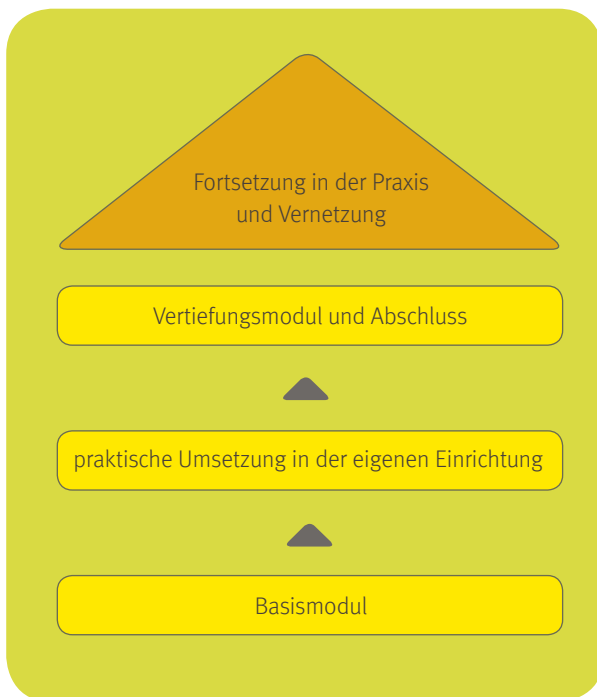 Fortsetzung in der Praxis
und Vernetzung
Vertiefungsmodul und Abschluss
praktische Umsetzung in der eigenen Einrichtung
Basismodul